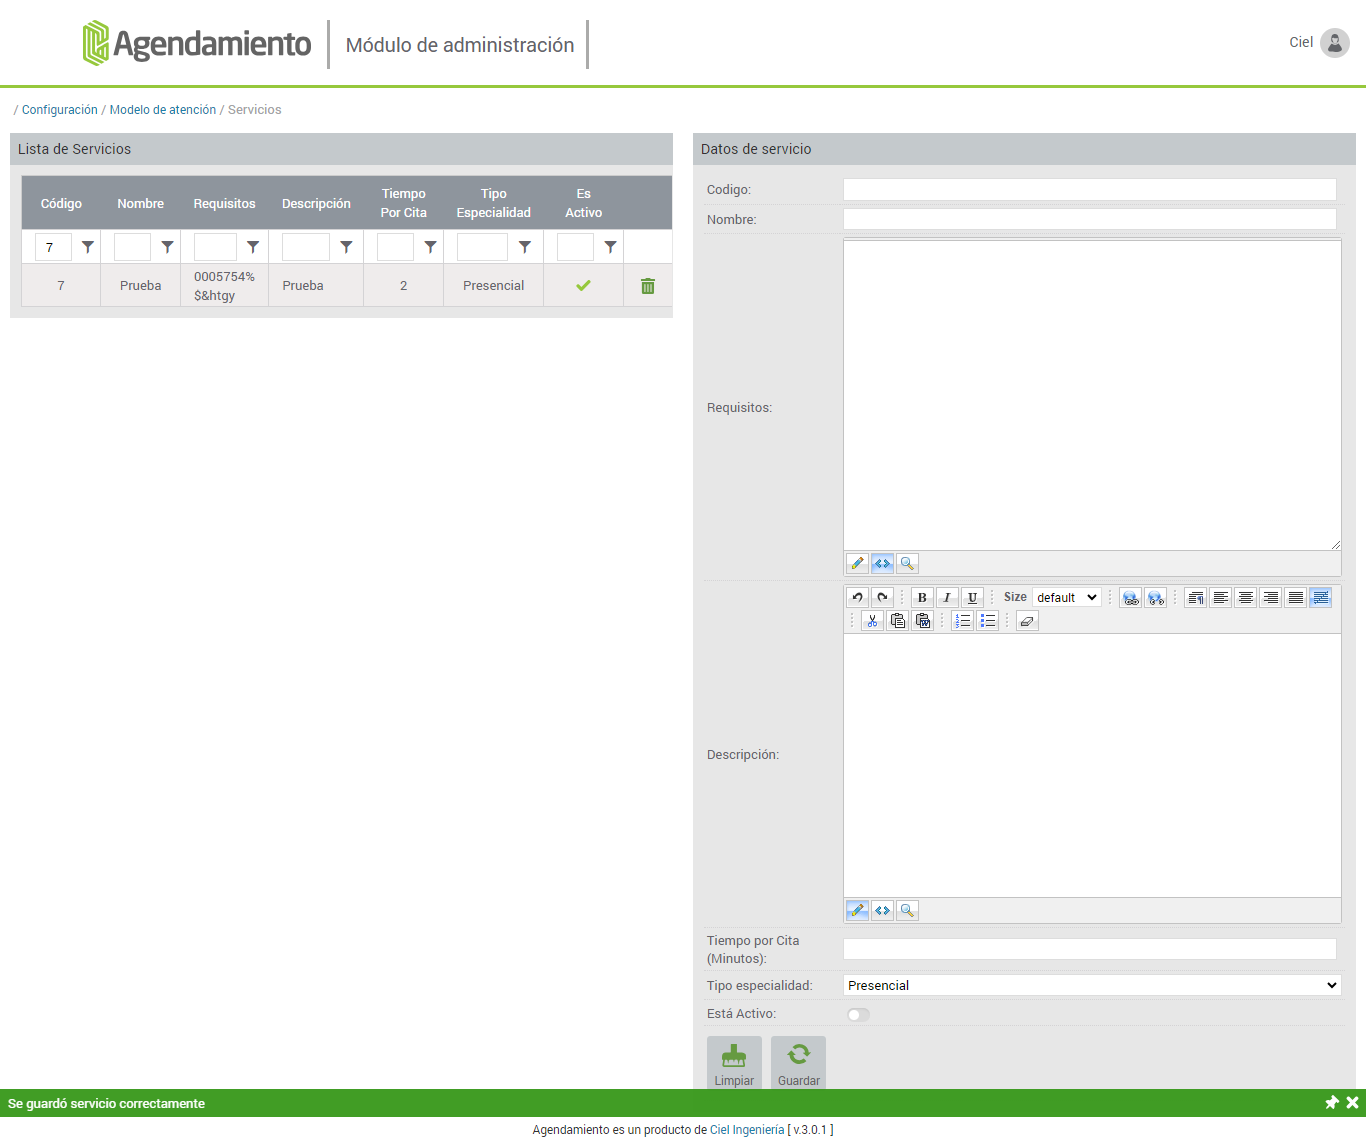 Agendamiento
Módulo de administración
Ciel
/ Configuración / Modelo de atención / Servicios
Lista de Servicios
Código Nombre Requisitos Descripción Tiempo Por Cita Tipo Especialidad Es Activo
7
7 Prueba 0005754%$&htgy Prueba 2 Presencial
Datos de servicio
Codigo:
Nombre:
Requisitos:
B I U Size default
Descripción:
Tiempo por Cita
(Minutos):
Tipo especialidad: Presencial
Está Activo:
Limpiar Guardar
Se guardó servicio correctamente
Agendamiento es un producto de Ciel Ingeniería [ v.3.0.1 ]